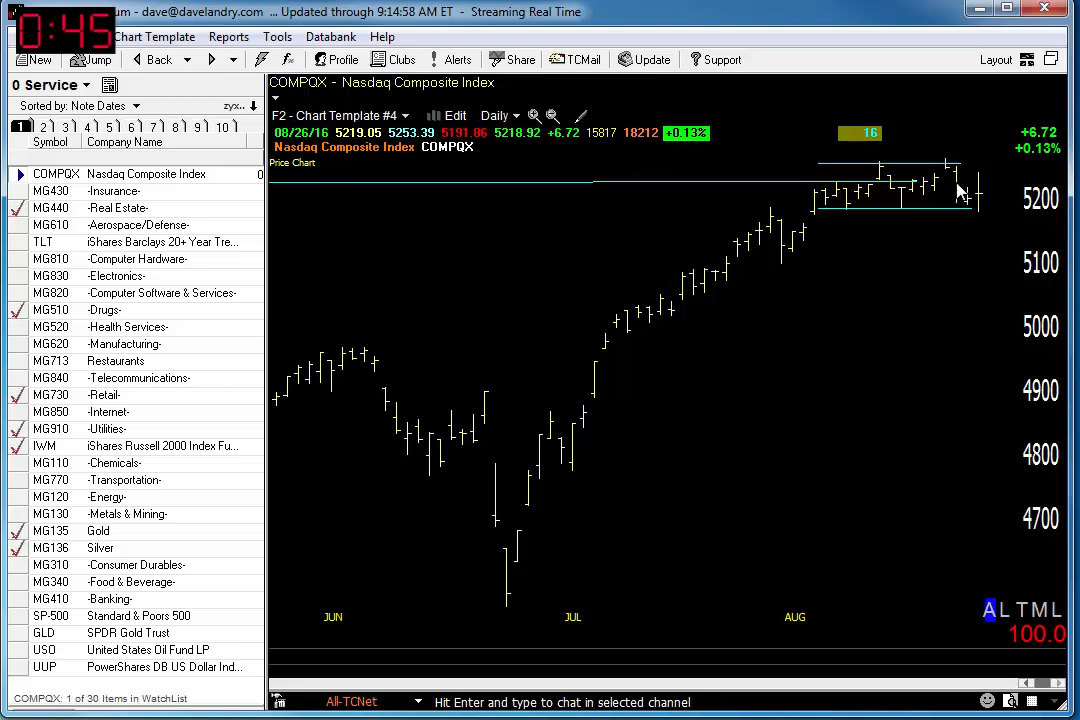 um - dave@davelandry.com ... Updated through 9:14:58 AM ET - Streaming Real Time
0:45
Chart Template Reports Tools Databank Help
New Jump Back Profile Clubs Alerts Share TCMail Update Support Layout
0 Service
COMPQX - Nasdaq Composite Index
Sorted by: Note Dates zyx..
F2 - Chart Template #4 Edit Daily
1 2 3 4 5 6 7 8 9 10
08/26/16 5219.05 5253.39 5191.86 5218.92 +6.72 15817 18212 +0.13% 16 +6.72
Symbol Company Name
Nasdaq Composite Index COMPQX +0.13%
Price Chart
COMPQX Nasdaq Composite Index 0
MG430 -Insurance-
MG440 -Real Estate-
MG610 -Aerospace/Defense-
TLT iShares Barclays 20+ Year Tre...
MG810 -Computer Hardware-
MG830 -Electronics-
MG820 -Computer Software & Services-
MG510 -Drugs-
MG520 -Health Services-
MG620 -Manufacturing-
MG713 Restaurants
MG840 -Telecommunications-
MG730 -Retail-
MG850 -Internet-
MG910 -Utilities-
IWM iShares Russell 2000 Index Fu...
MG110 -Chemicals-
MG770 -Transportation-
MG120 -Energy-
MG130 -Metals & Mining-
MG135 Gold
MG136 Silver
MG310 -Consumer Durables-
MG340 -Food & Beverage-
MG410 -Banking-
SP-500 Standard & Poors 500
GLD SPDR Gold Trust
USO United States Oil Fund LP
UUP PowerShares DB US Dollar Ind...
5200
5100
5000
4900
4800
4700
JUN JUL AUG
A L T M L
100.0
COMPQX: 1 of 30 Items in WatchList
All-TCNet Hit Enter and type to chat in selected channel